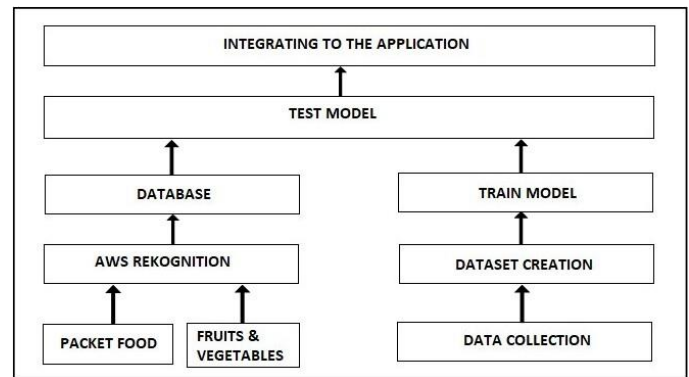 INTEGRATING TO THE APPLICATION
TEST MODEL
DATABASE
TRAIN MODEL
AWS REKOGNITION
DATASET CREATION
PACKET FOOD
FRUITS &
VEGETABLES
DATA COLLECTION